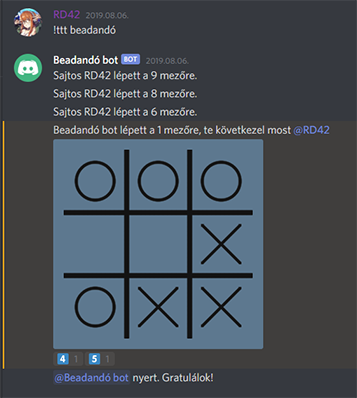 RD42 2019.08.06.
!ttt beadandó
Beadandó bot BOT 2019.08.06.
Sajtos RD42 lépett a 9 mezőre.
Sajtos RD42 lépett a 8 mezőre.
Sajtos RD42 lépett a 6 mezőre.
Beadandó bot lépett a 1 mezőre, te következel most @RD42
4 1 5 1
@Beadandó bot nyert. Gratulálok!